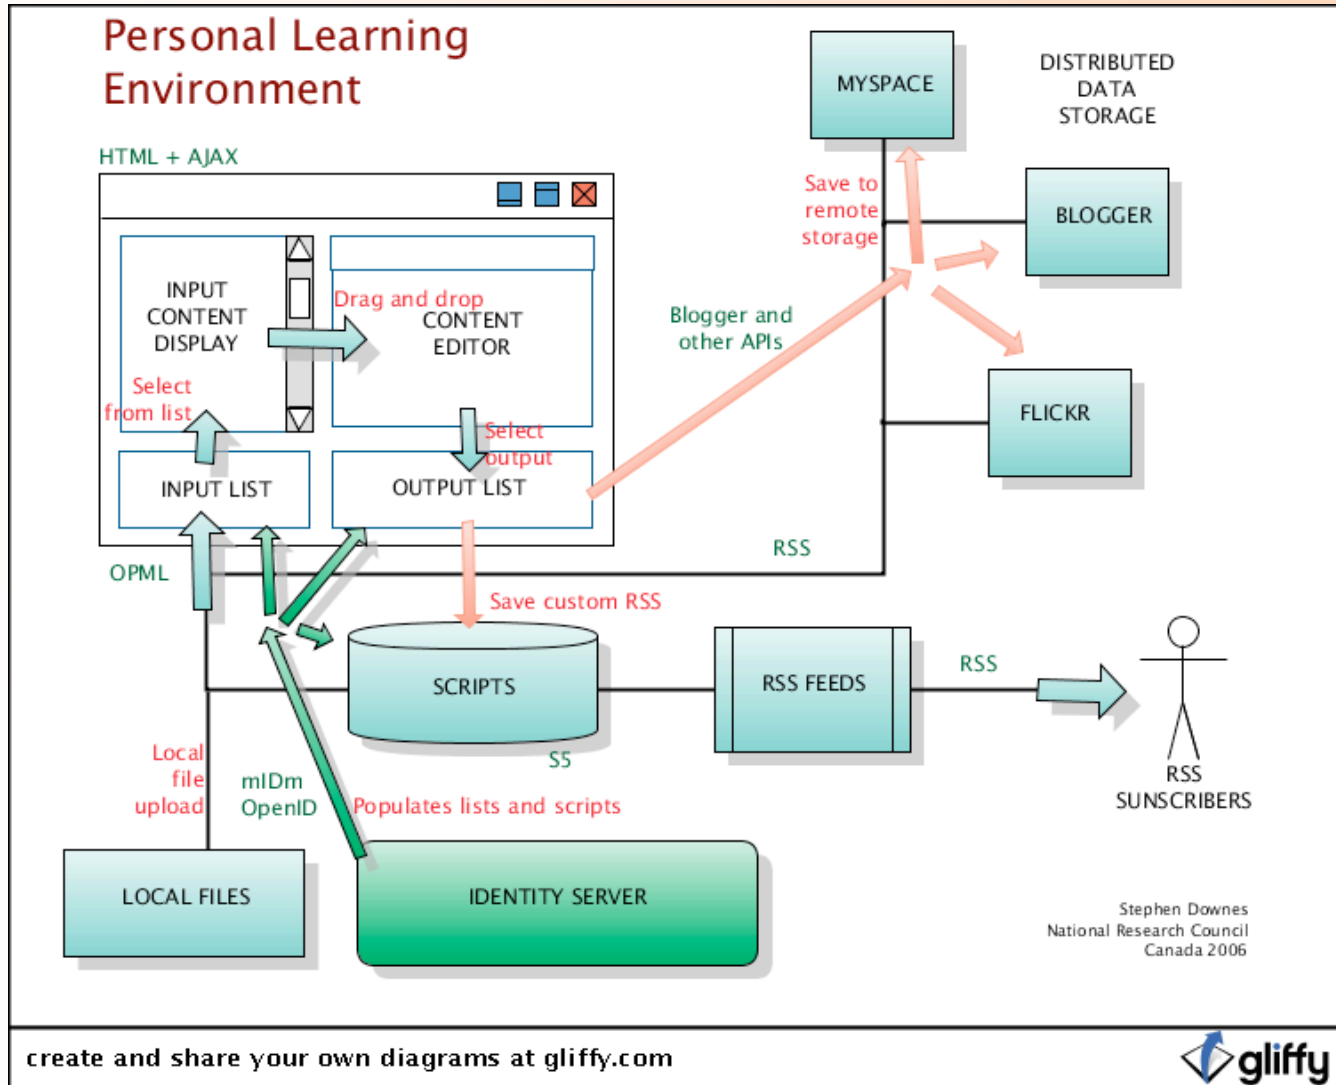 Personal Learning
Environment
HTML + AJAX
MYSPACE
DISTRIBUTED
DATA
STORAGE
Save to
remote
storage
BLOGGER
INPUT
CONTENT
DISPLAY
Drag and drop
CONTENT
EDITOR
Blogger and
other APIs
Select
from list
FLICKR
Select
output
INPUT LIST
OUTPUT LIST
OPML
RSS
Save custom RSS
SCRIPTS
RSS FEEDS
RSS
S5
RSS
SUNSCRIBERS
Local
file
upload
mIDm
OpenID
Populates lists and scripts
LOCAL FILES
IDENTITY SERVER
Stephen Downes
National Research Council
Canada 2006
create and share your own diagrams at gliffy.com
gliffy